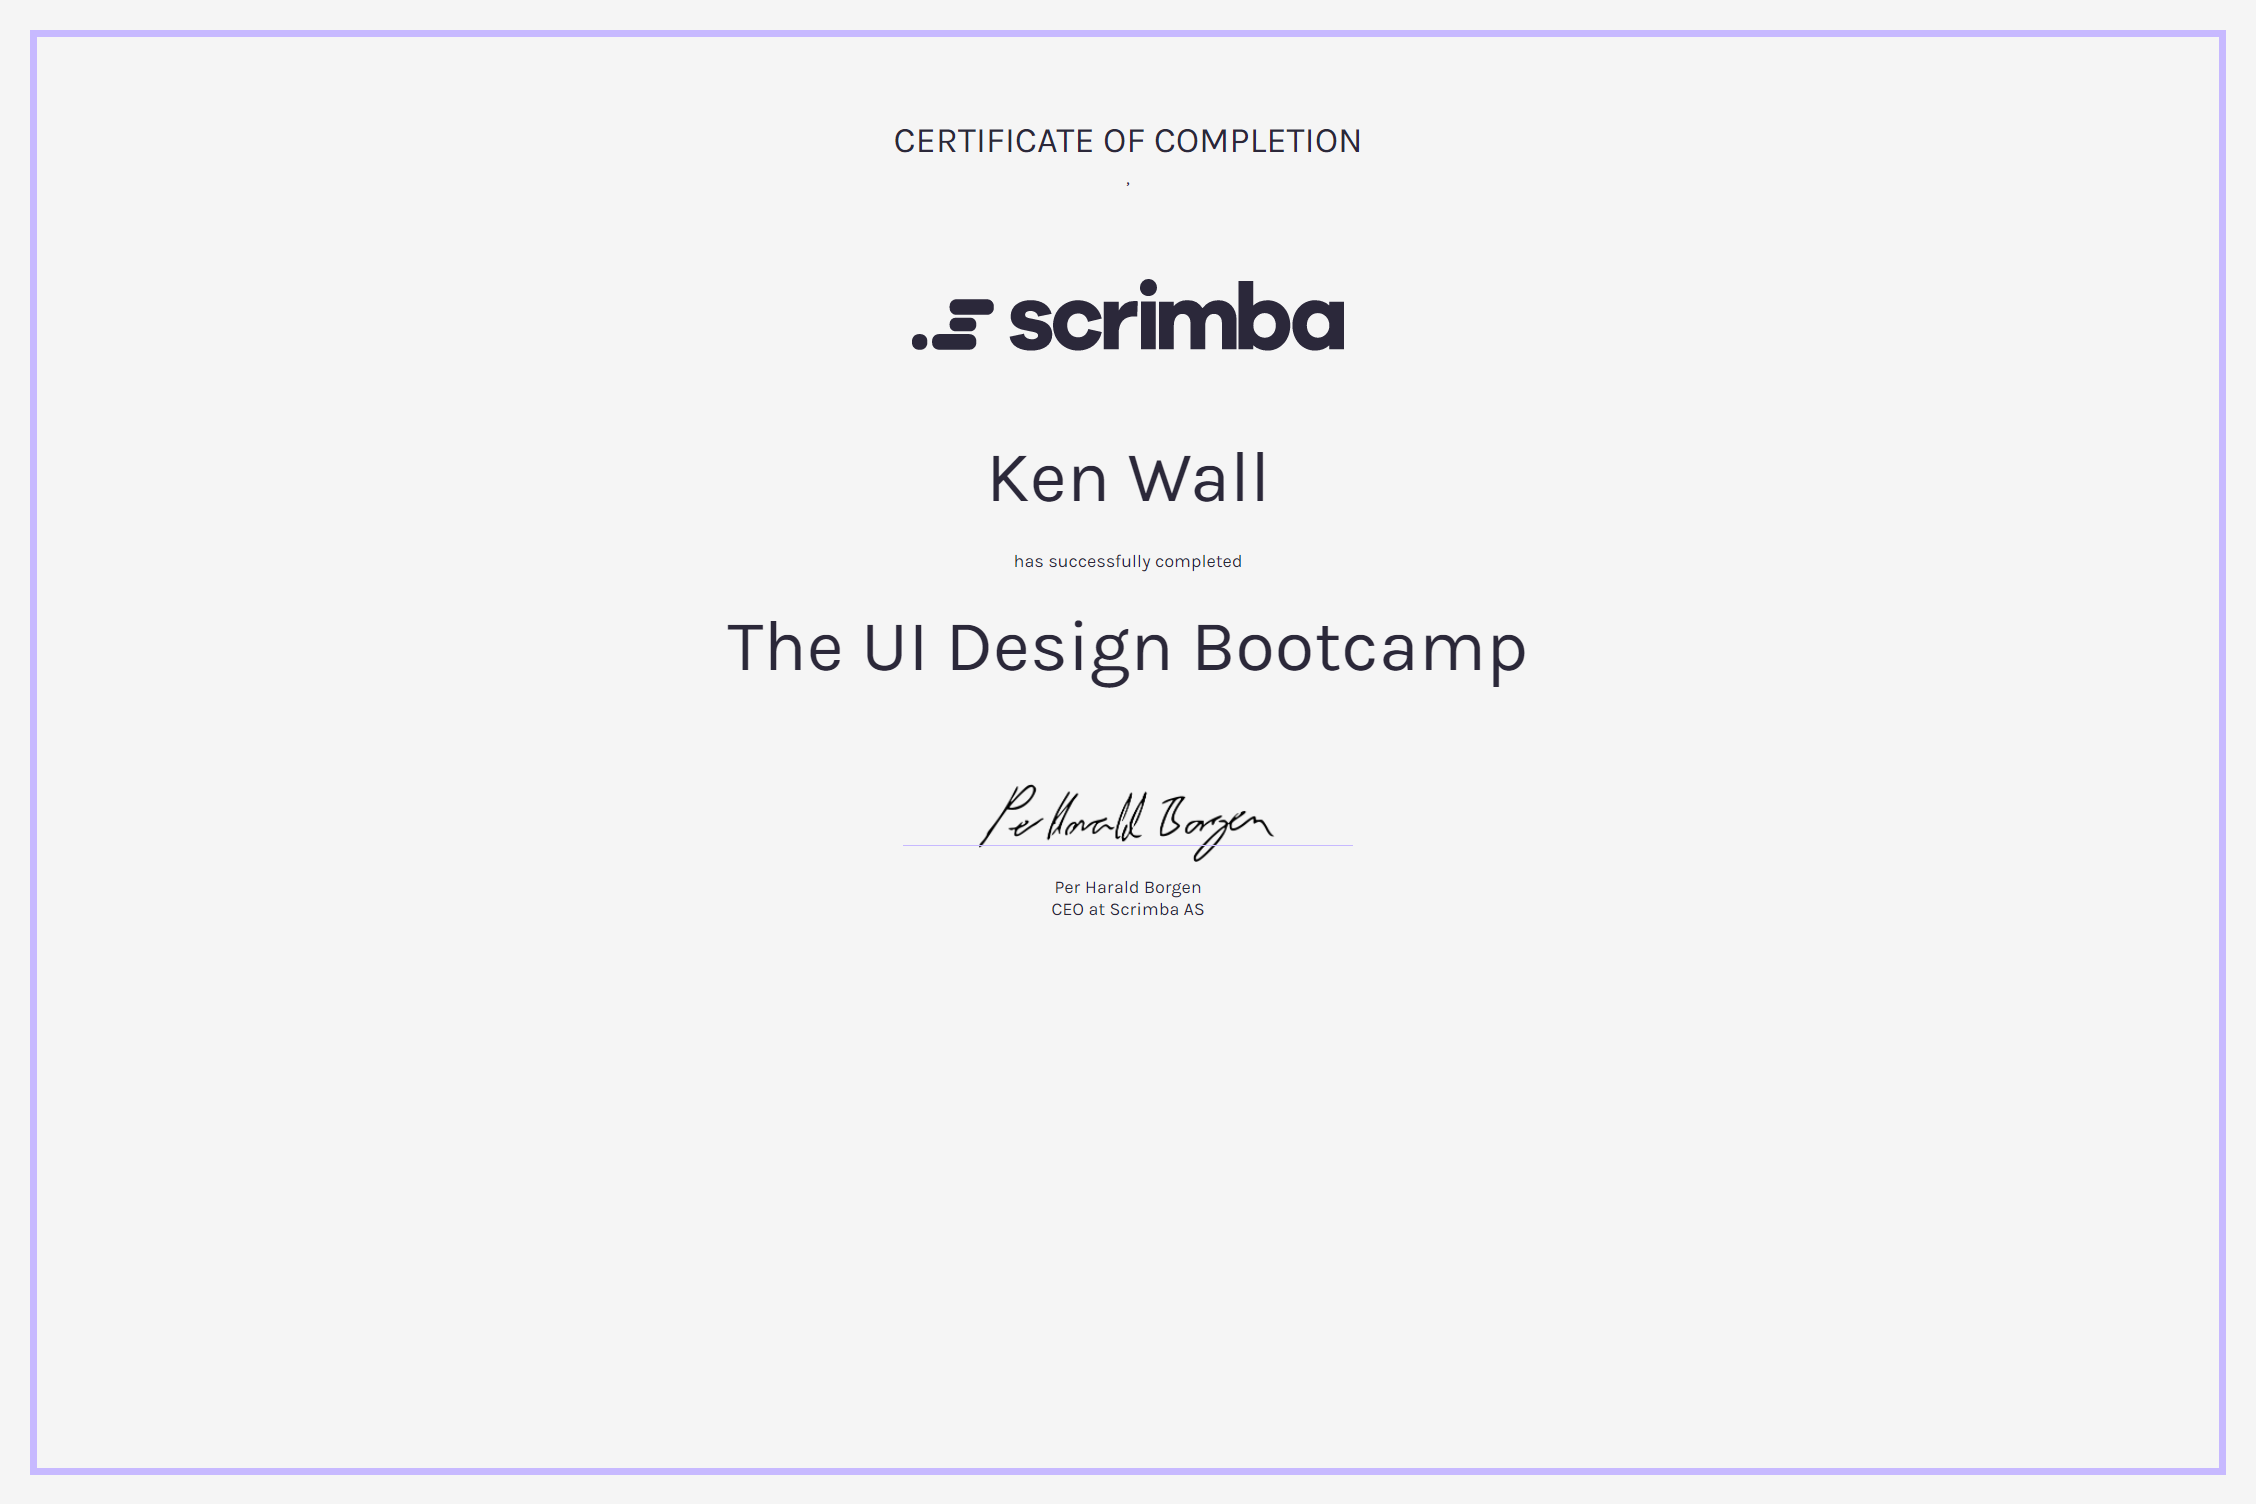 CERTIFICATE OF COMPLETION
,
scrimba
Ken Wall
has successfully completed
The UI Design Bootcamp
Per Harald Borgen
Per Harald Borgen
CEO at Scrimba AS